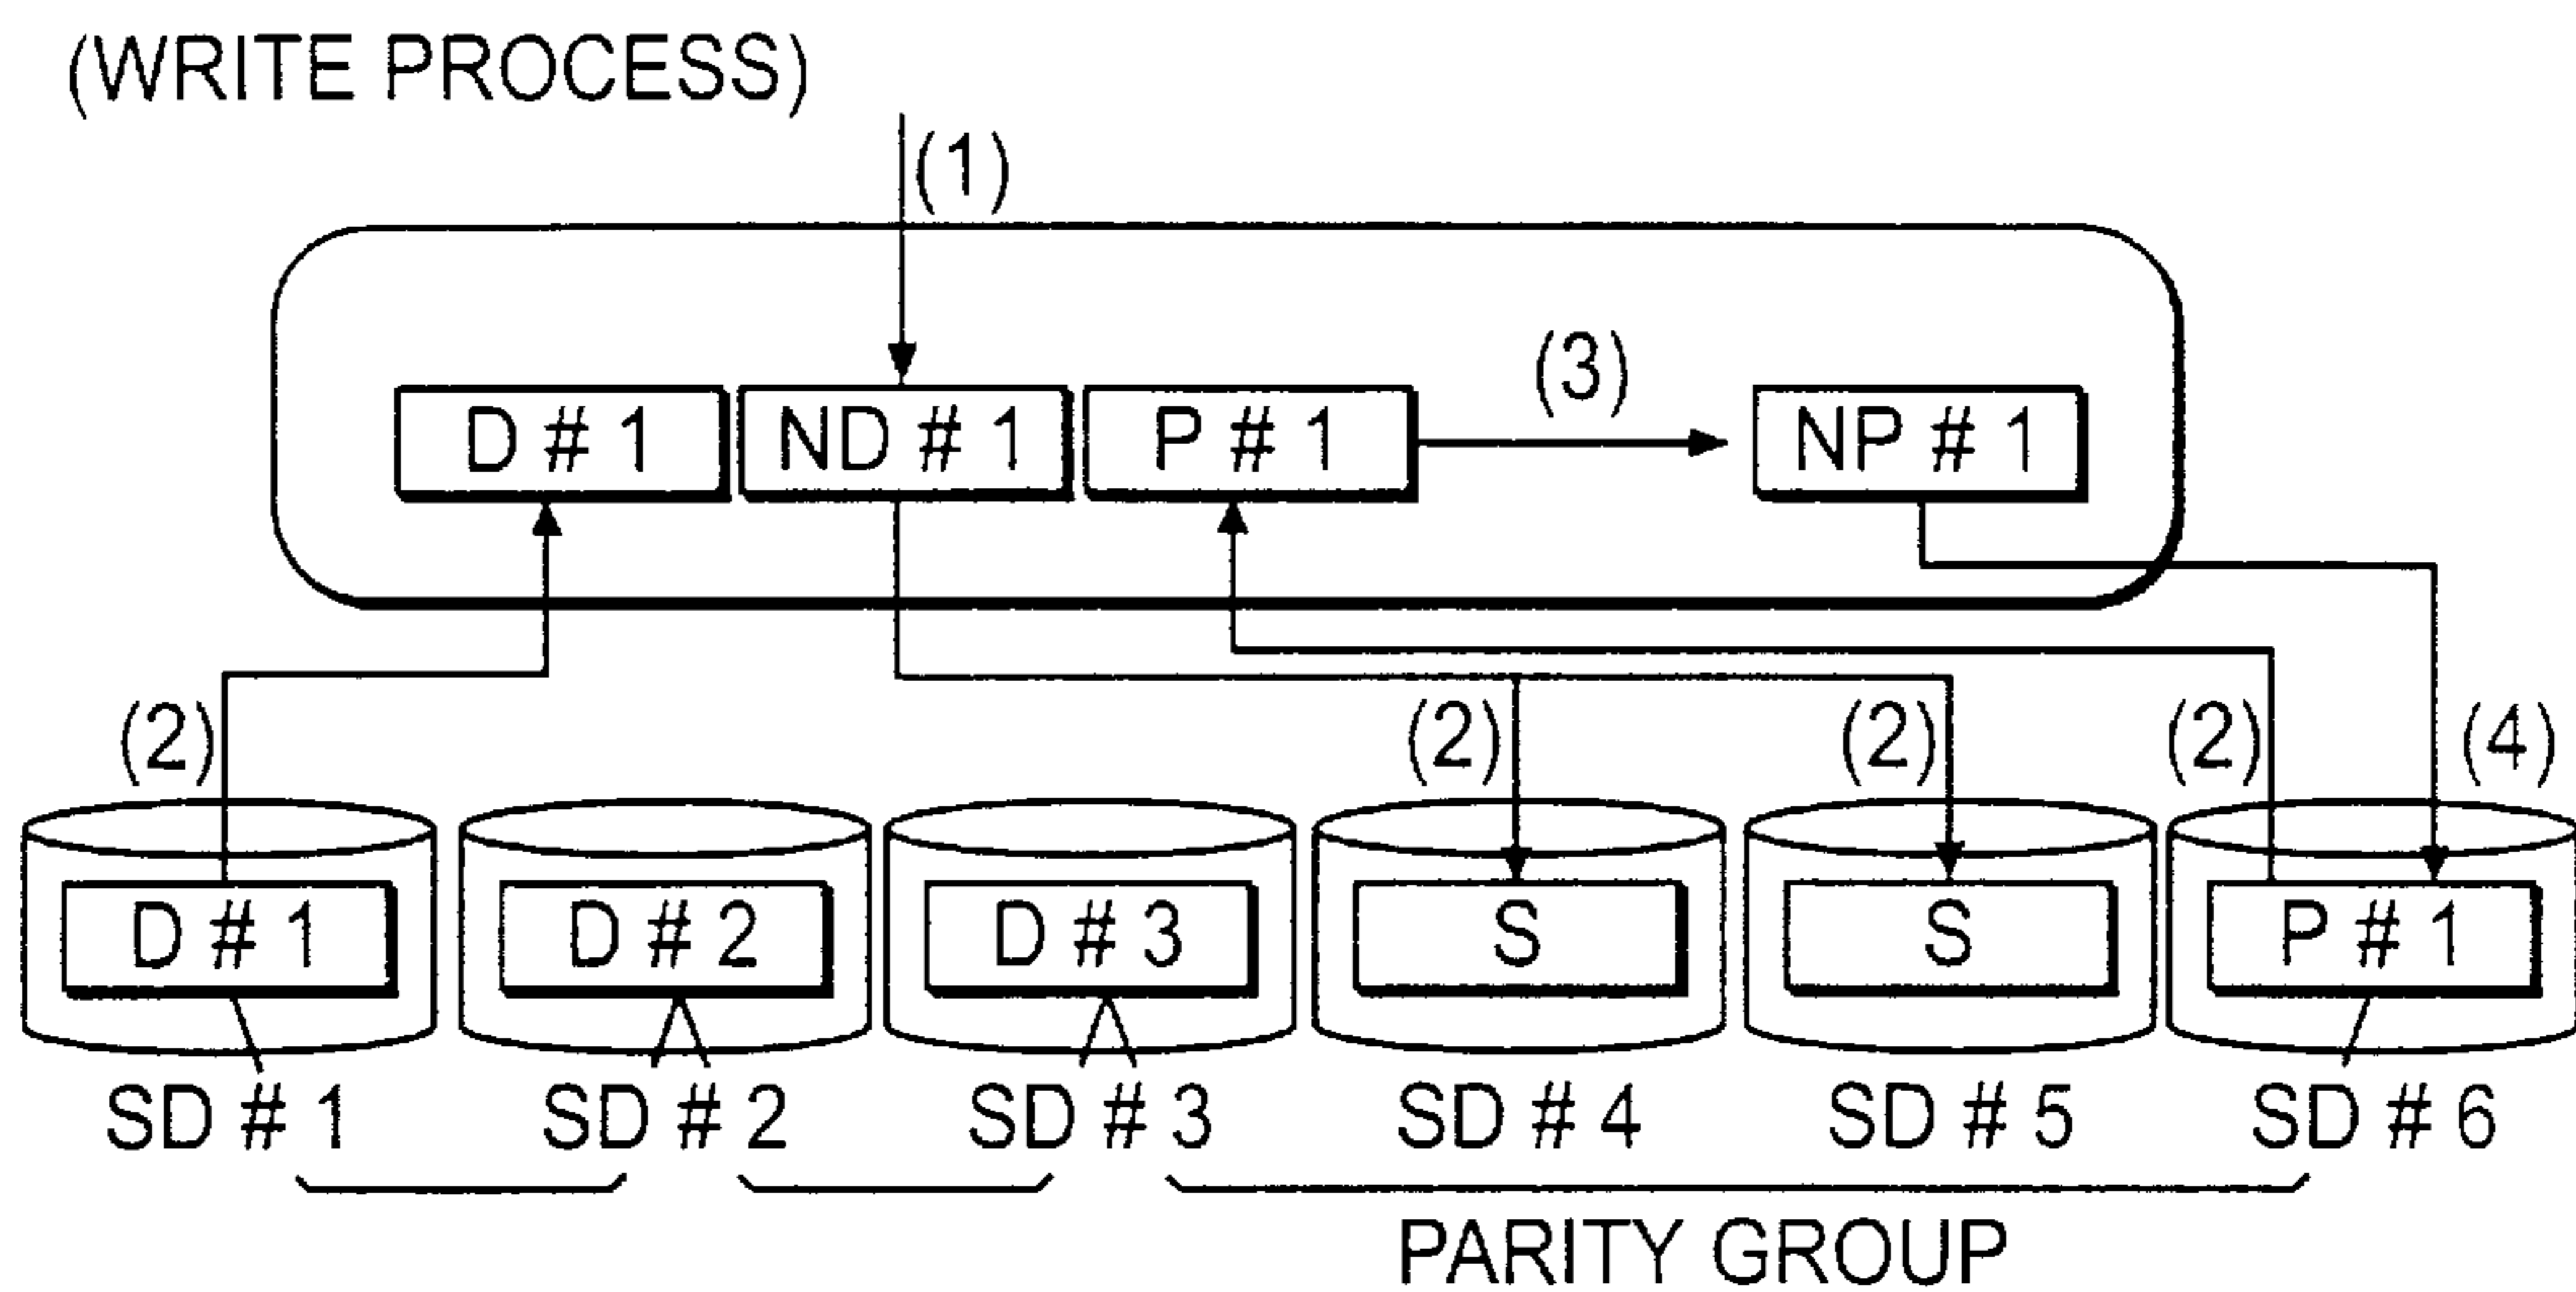 (WRITE PROCESS)
(1)
(3)
D # 1 ND # 1 P # 1 NP # 1
(2) (2) (2) (2) (4)
D # 1 D # 2 D # 3 S S P # 1
SD # 1 SD # 2 SD # 3 SD # 4 SD # 5 SD # 6
PARITY GROUP